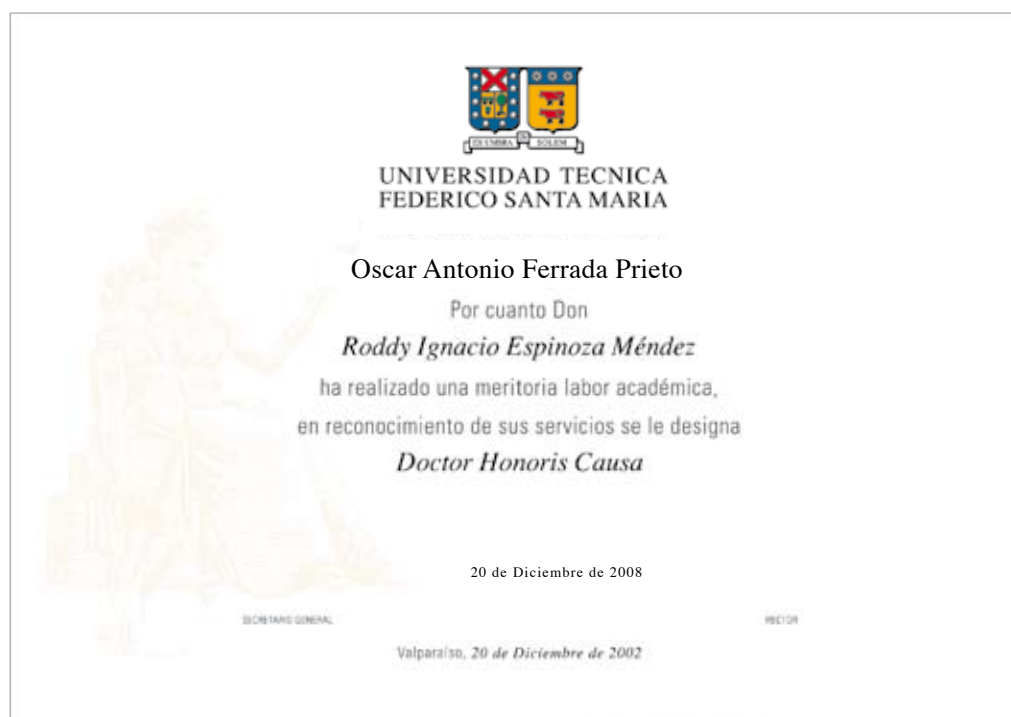 EX UMBRA IN SOLEM
UNIVERSIDAD TECNICA
FEDERICO SANTA MARIA
Oscar Antonio Ferrada Prieto
Por cuanto Don
Roddy Ignacio Espinoza Méndez
ha realizado una meritoria labor académica,
en reconocimiento de sus servicios se le designa
Doctor Honoris Causa
20 de Diciembre de 2008
SECRETARIO GENERAL
RECTOR
Valparaíso, 20 de Diciembre de 2002